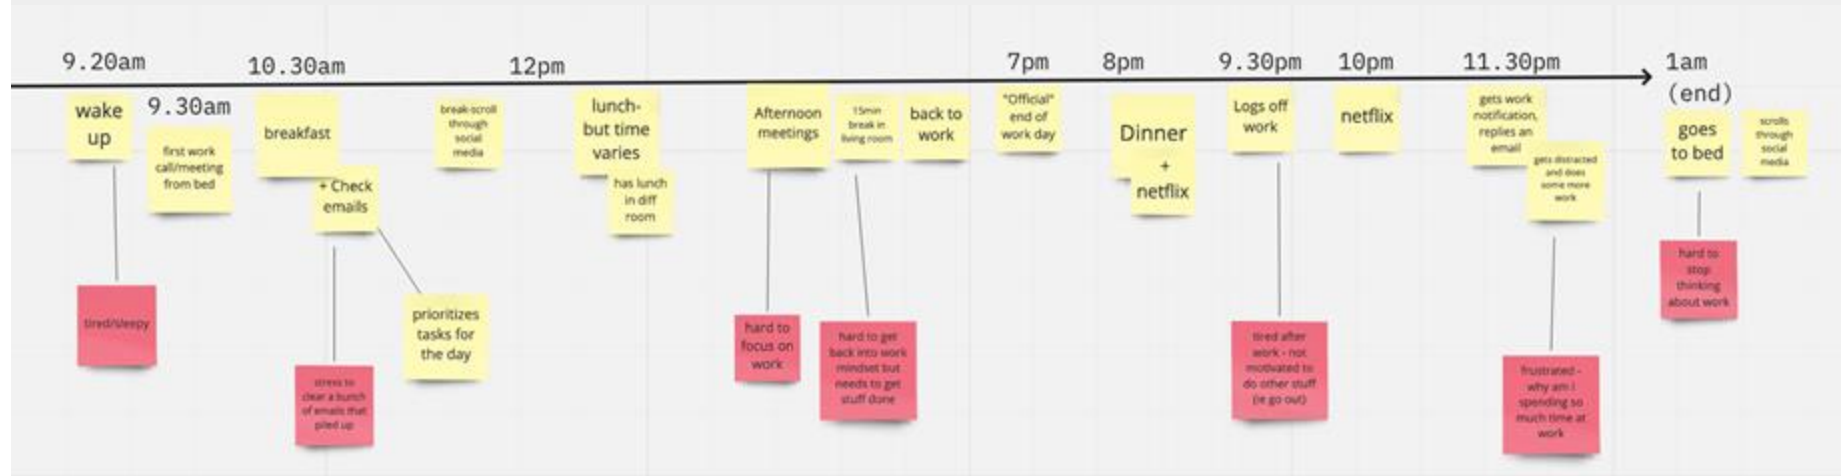 9.20am
wake
up
9.30am
first work
call/meeting
from bed
10.30am
breakfast
+ Check
emails
break-scroll
through
social
media
12pm
lunch-
but time
varies
has lunch
in diff
room
Afternoon
meetings
15min
break in
living room
back to
work
7pm
"Official"
end of
work day
8pm
Dinner
+
netflix
9.30pm
Logs off
work
10pm
netflix
11.30pm
gets work
notification,
replies an
email
gets distracted
and does
some more
work
1am
(end)
goes
to bed
scrolls
through
social
media
tired/sleepy
stress to
clear a bunch
of emails that
piled up
prioritizes
tasks for
the day
hard to
focus on
work
hard to get
back into work
mindset but
needs to get
stuff done
tired after
work - not
motivated to
do other stuff
(ie go out)
frustrated -
why am i
spending so
much time at
work
hard to
stop
thinking
about work